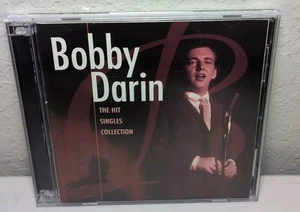 Bobby
Darin
THE HIT
SINGLES
COLLECTION